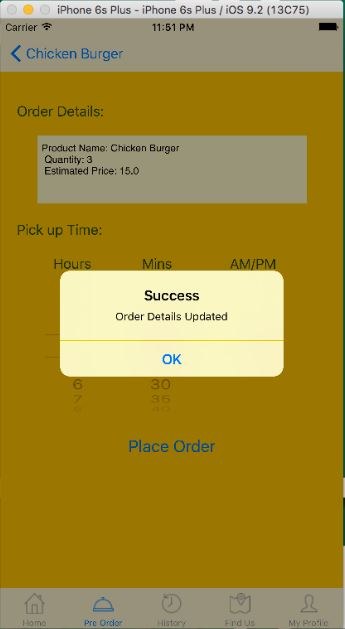 iPhone 6s Plus - iPhone 6s Plus / iOS 9.2 (13C75)
Carrier 11:51 PM
Chicken Burger
Order Details:
Product Name: Chicken Burger
Quantity: 3
Estimated Price: 15.0
Pick up Time:
Hours Mins AM/PM
Success
Order Details Updated
OK
6 30
7 35
Place Order
Home Pre Order History Find Us My Profile